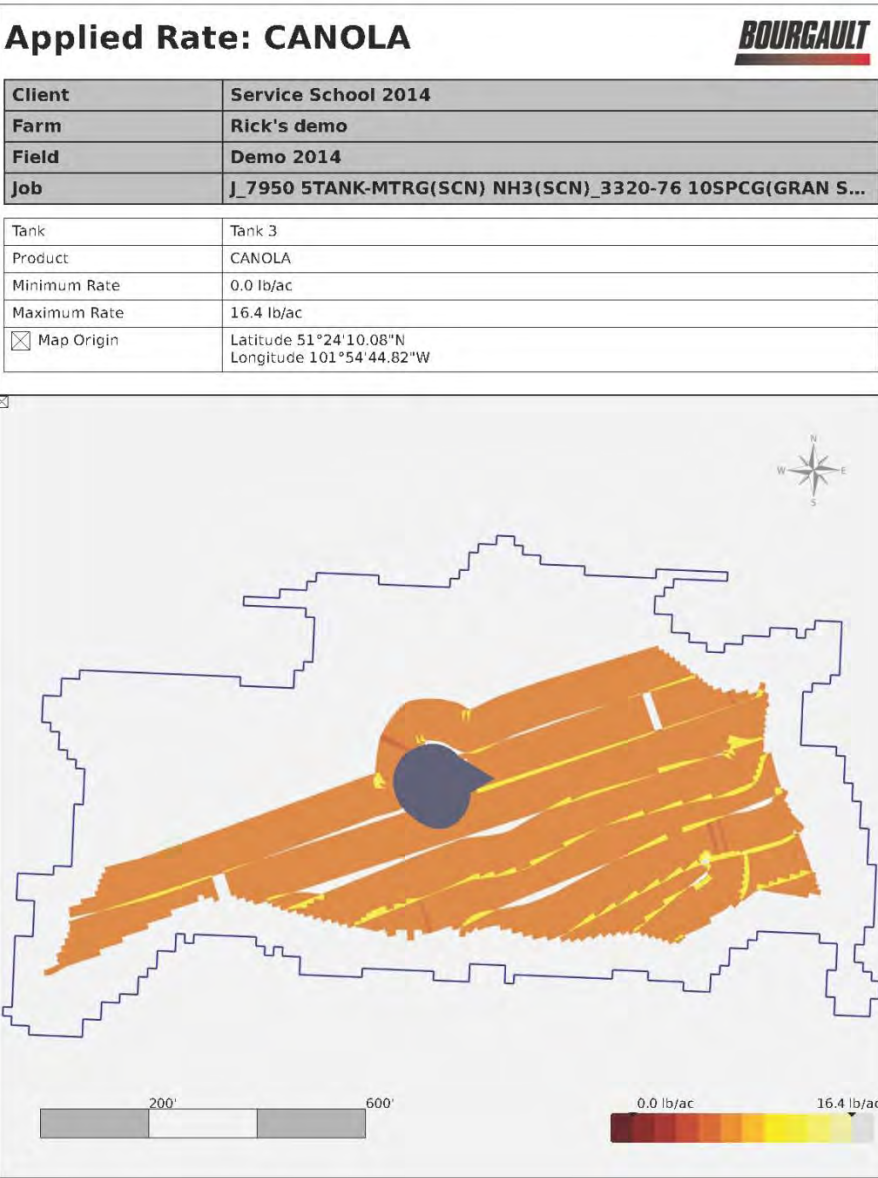 Applied Rate: CANOLA
BOURGAULT
Client Service School 2014
Farm Rick's demo
Field Demo 2014
Job J_7950 5TANK-MTRG(SCN) NH3(SCN)_3320-76 10SPCG(GRAN S...
Tank Tank 3
Product CANOLA
Minimum Rate 0.0 lb/ac
Maximum Rate 16.4 lb/ac
Map Origin Latitude 51°24'10.08"N
Longitude 101°54'44.82"W
N
W E
S
200' 600' 0.0 lb/ac 16.4 lb/ac